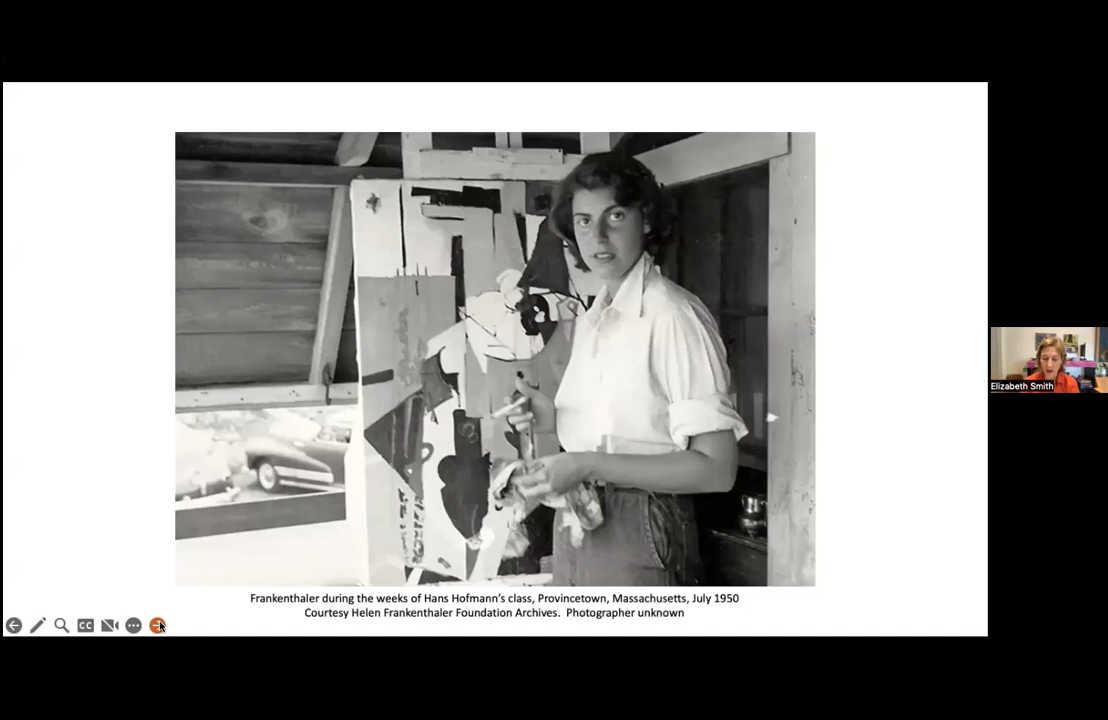 Frankenthaler during the weeks of Hans Hofmann's class, Provincetown, Massachusetts, July 1950
Courtesy Helen Frankenthaler Foundation Archives.  Photographer unknown
CC
Elizabeth Smith